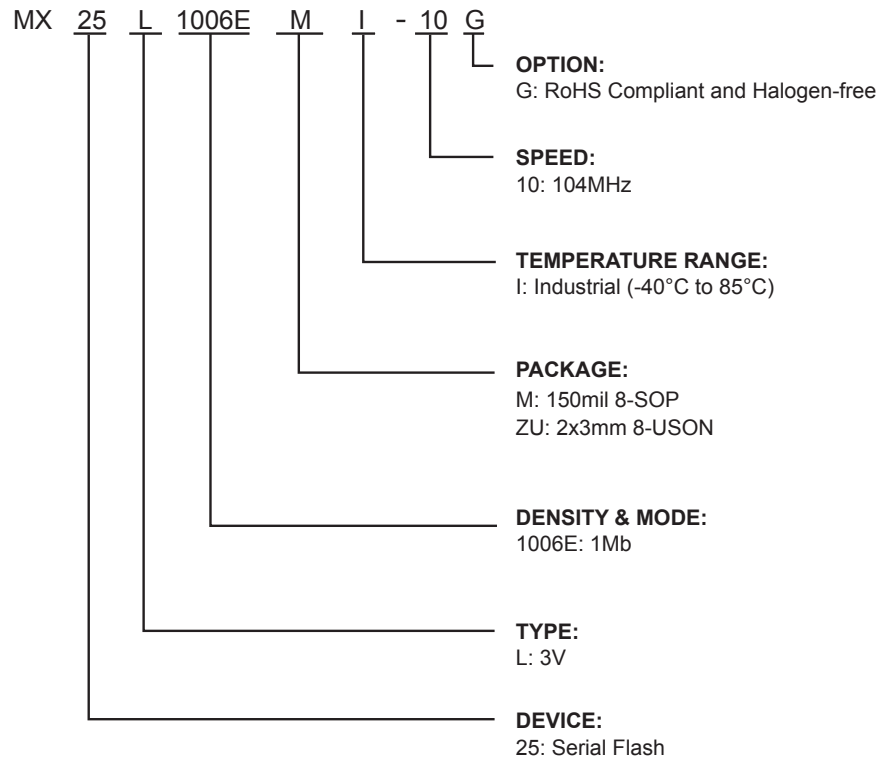 MX 25 L 1006E M I - 10 G
OPTION:
G: RoHS Compliant and Halogen-free
SPEED:
10: 104MHz
TEMPERATURE RANGE:
I: Industrial (-40°C to 85°C)
PACKAGE:
M: 150mil 8-SOP
ZU: 2x3mm 8-USON
DENSITY & MODE:
1006E: 1Mb
TYPE:
L: 3V
DEVICE:
25: Serial Flash